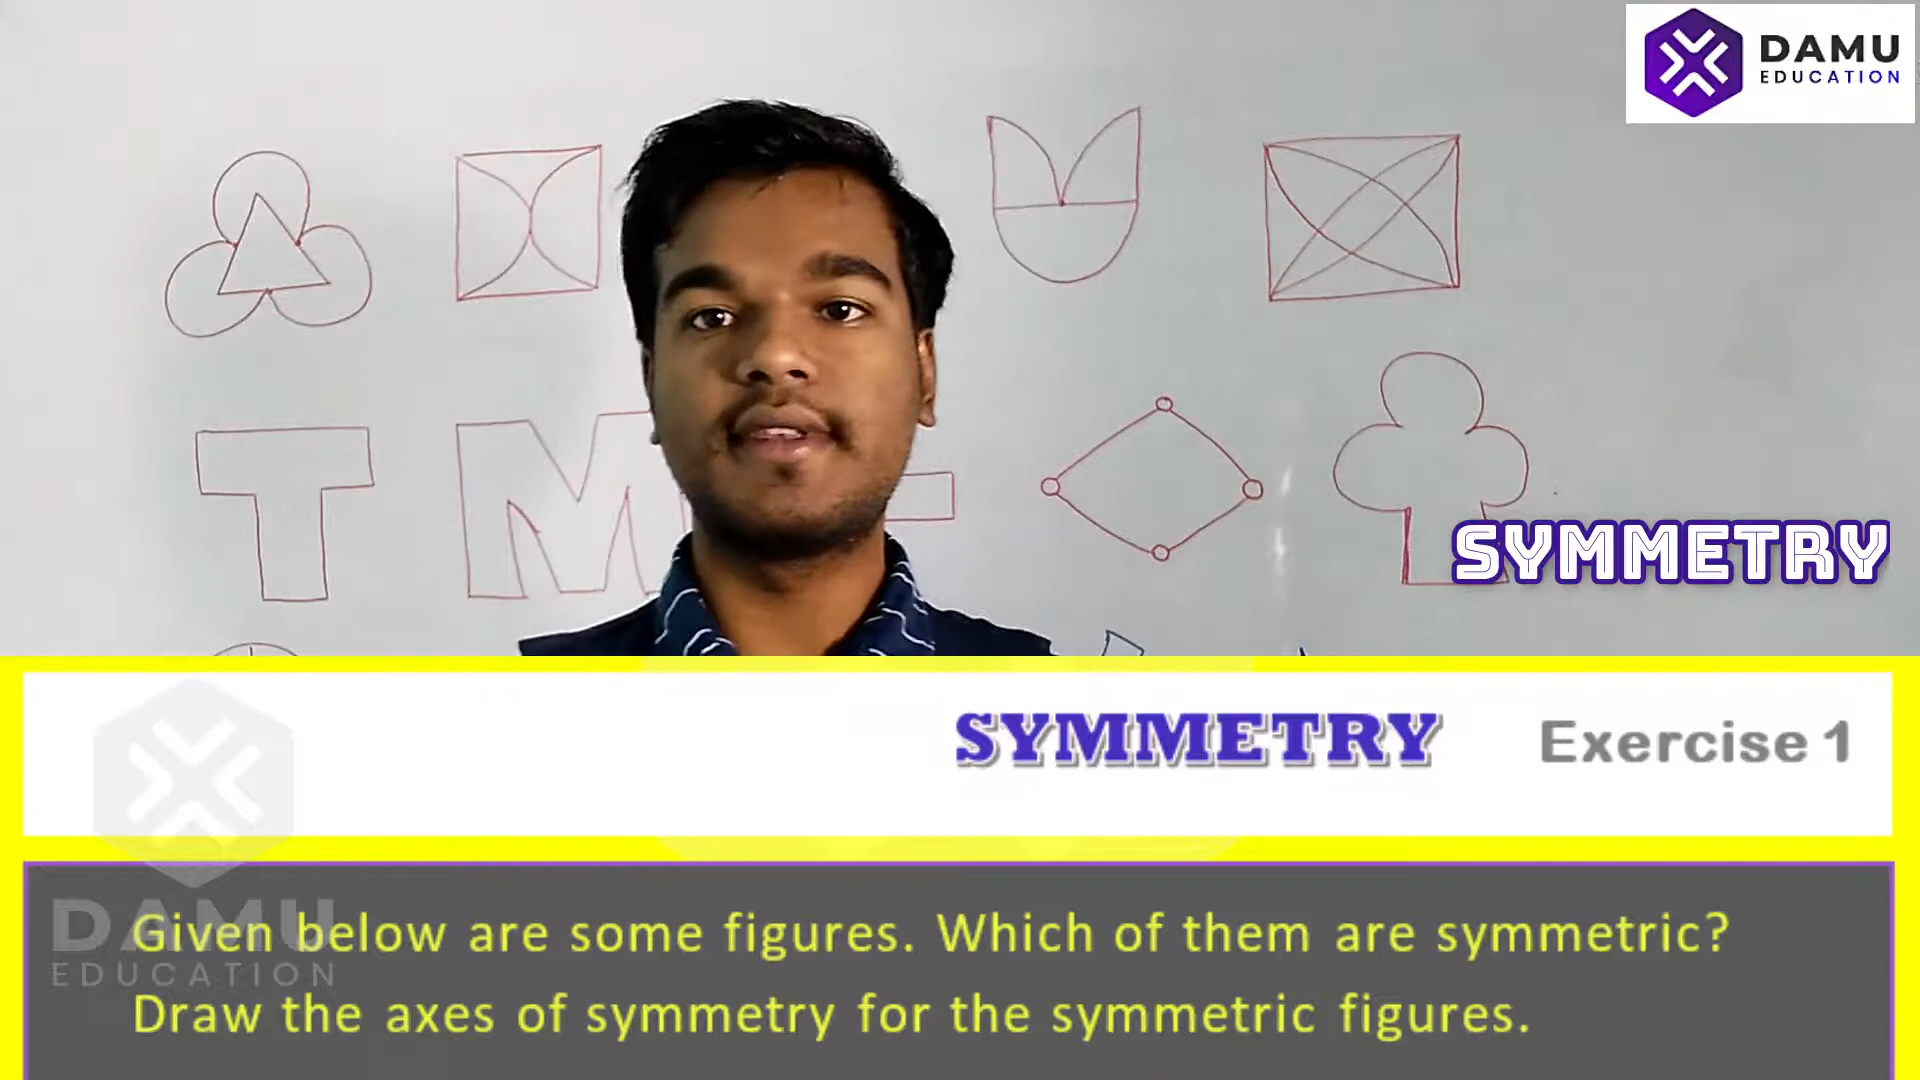 DAMU
EDUCATION
T M
SYMMETRY
SYMMETRY Exercise 1
DAMU
EDUCATION
Given below are some figures. Which of them are symmetric?
Draw the axes of symmetry for the symmetric figures.